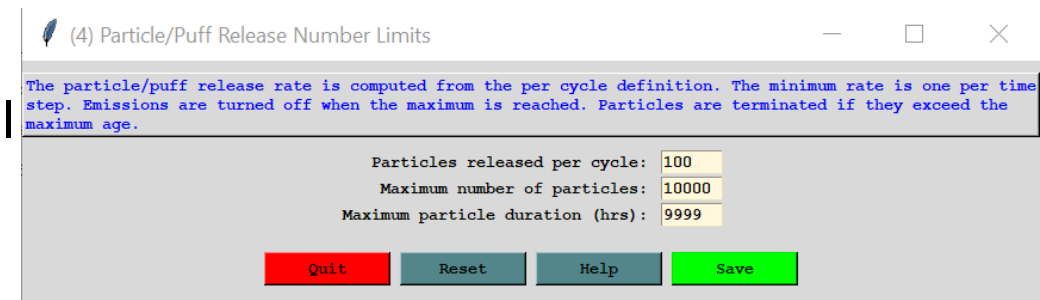 (4) Particle/Puff Release Number Limits
The particle/puff release rate is computed from the per cycle definition. The minimum rate is one per time
step. Emissions are turned off when the maximum is reached. Particles are terminated if they exceed the
maximum age.
Particles released per cycle: 100
Maximum number of particles: 10000
Maximum particle duration (hrs): 9999
Quit Reset Help Save